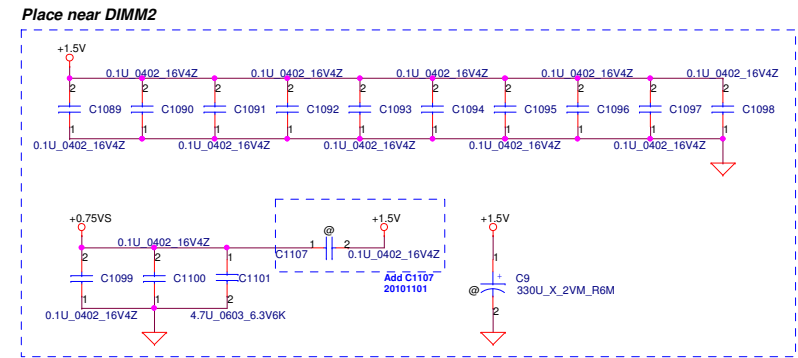 Place near DIMM2
+1.5V
0.1U_0402_16V4Z 0.1U_0402_16V4Z 0.1U_0402_16V4Z 0.1U_0402_16V4Z 0.1U_0402_16V4Z
2 2 2 2 2 2 2 2 2 2
C1089 C1090 C1091 C1092 C1093 C1094 C1095 C1096 C1097 C1098
1 1 1 1 1 1 1 1 1 1
0.1U_0402_16V4Z 0.1U_0402_16V4Z 0.1U_0402_16V4Z 0.1U_0402_16V4Z 0.1U_0402_16V4Z
+0.75VS +1.5V +1.5V
@
0.1U_0402_16V4Z
C1107 1 2 0.1U_0402_16V4Z
2 2 1 1
C1099 C1100 C1101
Add C1107
20101101
+ C9
@ 330U_X_2VM_R6M
1 1 2 2
0.1U_0402_16V4Z 4.7U_0603_6.3V6K